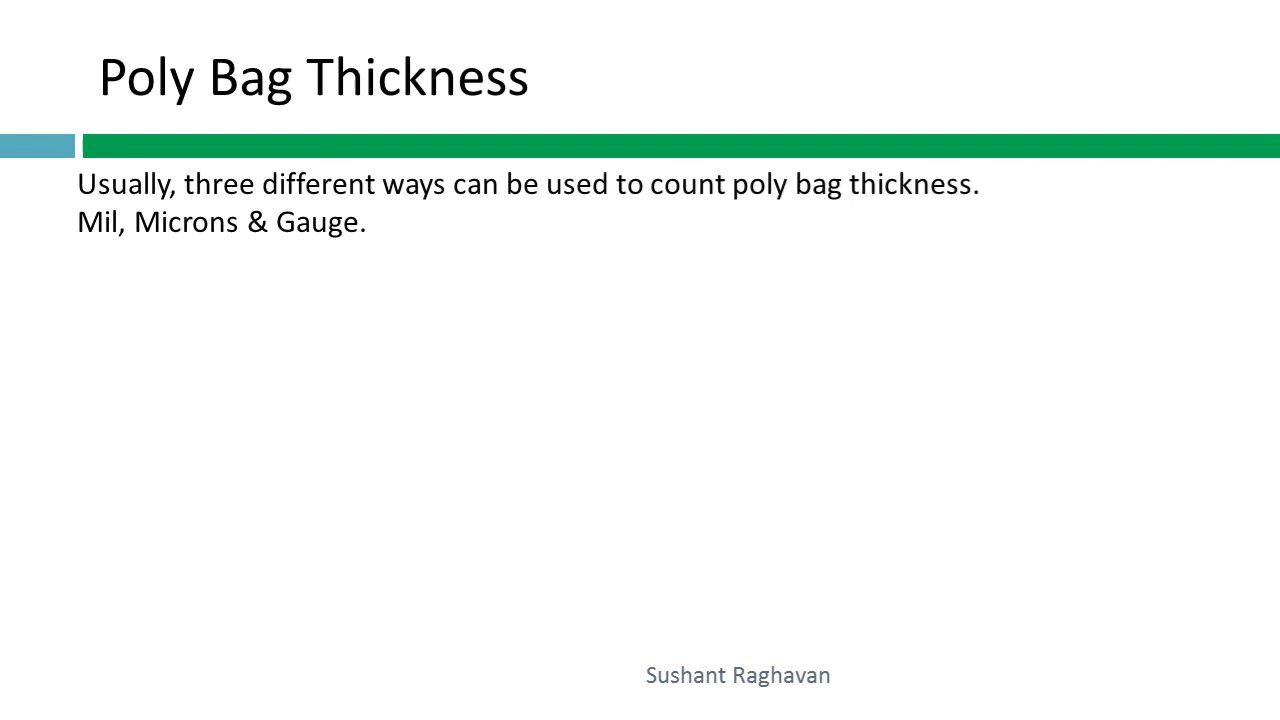 Poly Bag Thickness
Usually, three different ways can be used to count poly bag thickness.
Mil, Microns & Gauge.
Sushant Raghavan